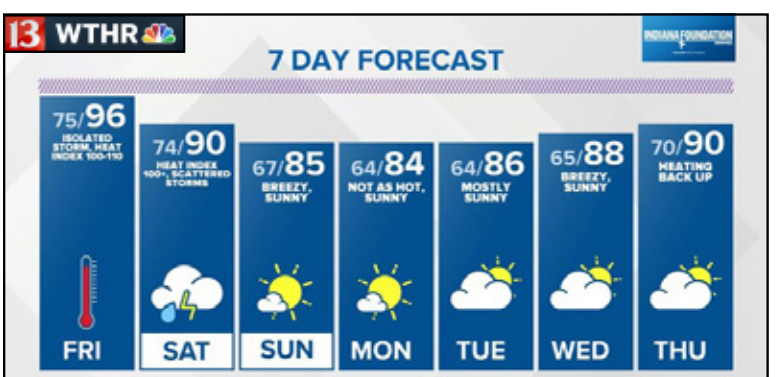 13 WTHR
INDIANA FOUNDATION
7 DAY FORECAST
75/96
ISOLATED
STORM, HEAT
INDEX 100-110
FRI
74/90
HEAT INDEX
100+, SCATTERED
STORMS
SAT
67/85
BREEZY,
SUNNY
SUN
64/84
NOT AS HOT,
SUNNY
MON
64/86
MOSTLY
SUNNY
TUE
65/88
BREEZY,
SUNNY
WED
70/90
HEATING
BACK UP
THU